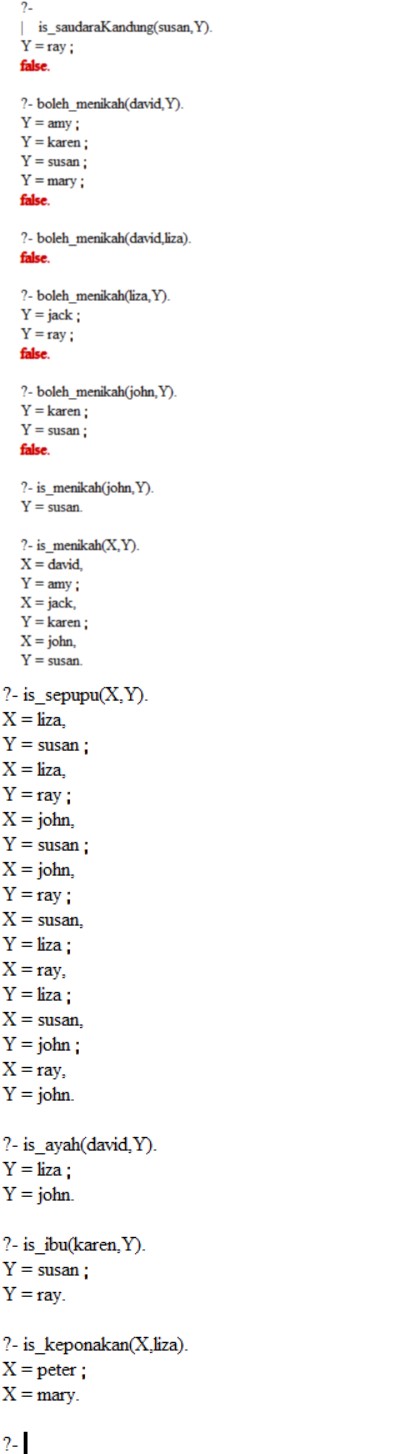 ?-
|    is_saudaraKandung(susan,Y).
Y = ray ;
false.

?- boleh_menikah(david,Y).
Y = amy ;
Y = karen ;
Y = susan ;
Y = mary ;
false.

?- boleh_menikah(david,liza).
false.

?- boleh_menikah(liza,Y).
Y = jack ;
Y = ray ;
false.

?- boleh_menikah(john,Y).
Y = karen ;
Y = susan ;
false.

?- is_menikah(john,Y).
Y = susan.

?- is_menikah(X,Y).
X = david,
Y = amy ;
X = jack,
Y = karen ;
X = john,
Y = susan.

?- is_sepupu(X,Y).
X = liza,
Y = susan ;
X = liza,
Y = ray ;
X = john,
Y = susan ;
X = john,
Y = ray ;
X = susan,
Y = liza ;
X = ray,
Y = liza ;
X = susan,
Y = john ;
X = ray,
Y = john.

?- is_ayah(david,Y).
Y = liza ;
Y = john.

?- is_ibu(karen,Y).
Y = susan ;
Y = ray.

?- is_keponakan(X,liza).
X = peter ;
X = mary.

?-